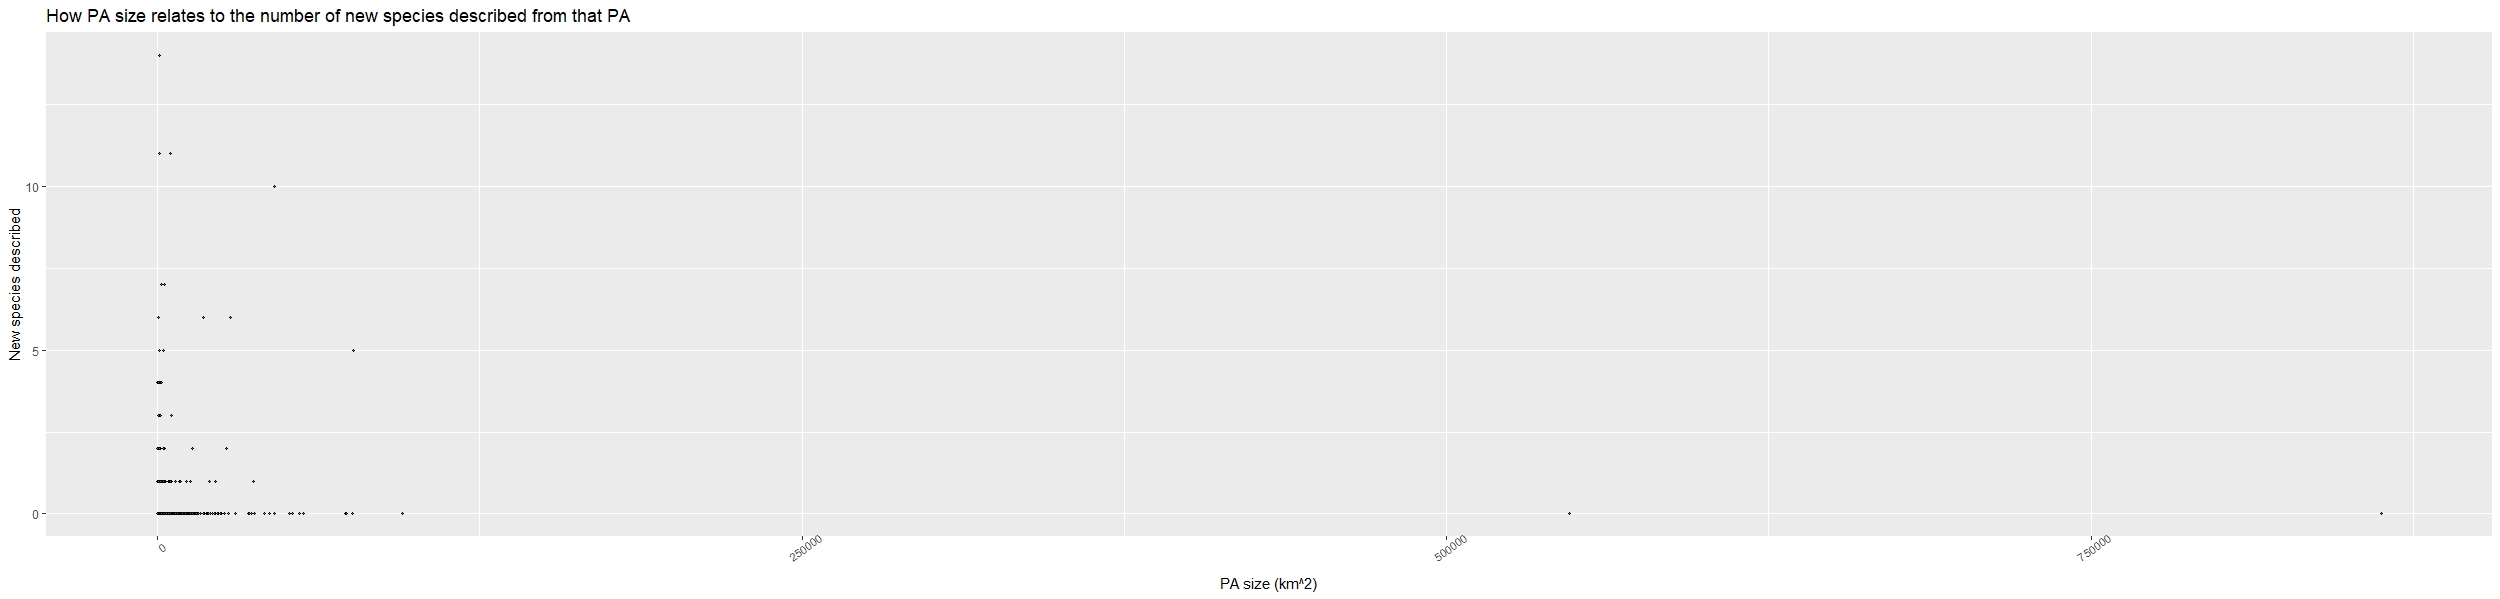 How PA size relates to the number of new species described from that PA
New species described
10
5
0
0
250000
500000
750000
PA size (km^2)